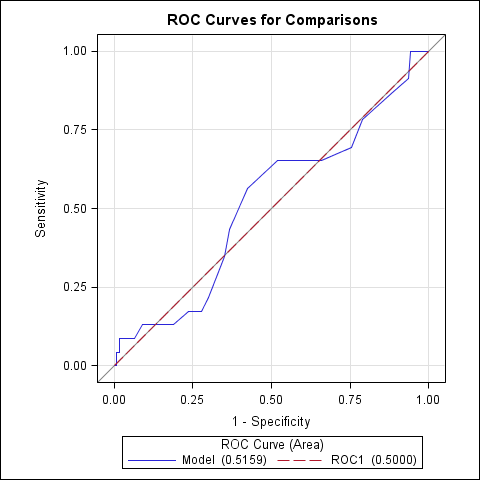 ROC Curves for Comparisons
1.00
0.75
0.50
0.25
0.00
Sensitivity
0.00 0.25 0.50 0.75 1.00
1 - Specificity
ROC Curve (Area)
Model (0.5159) ROC1 (0.5000)